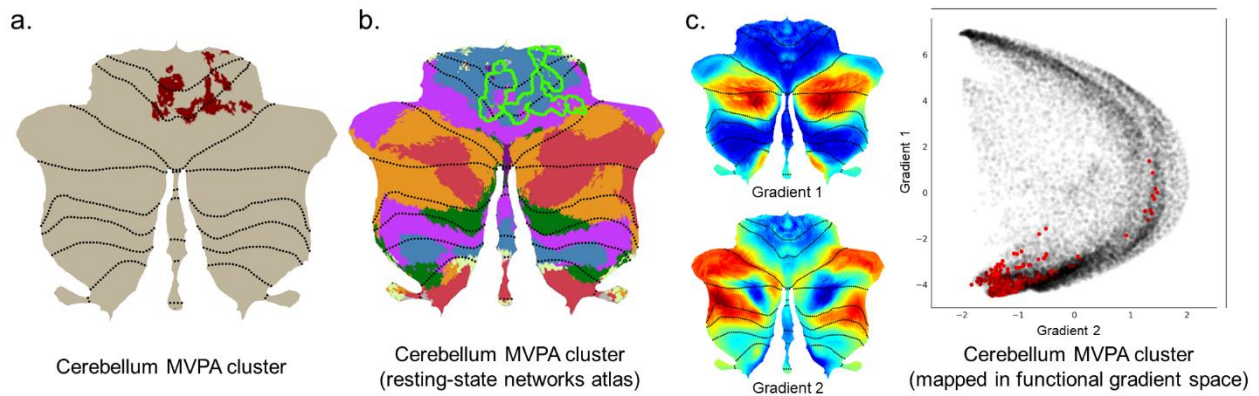 a.
Cerebellum MVPA cluster
b.
Cerebellum MVPA cluster
(resting-state networks atlas)
c.
Gradient 1
Gradient 2
Gradient 1
6
4
2
0
−2
−4
−2
−1
0
1
2
Gradient 2
Cerebellum MVPA cluster
(mapped in functional gradient space)